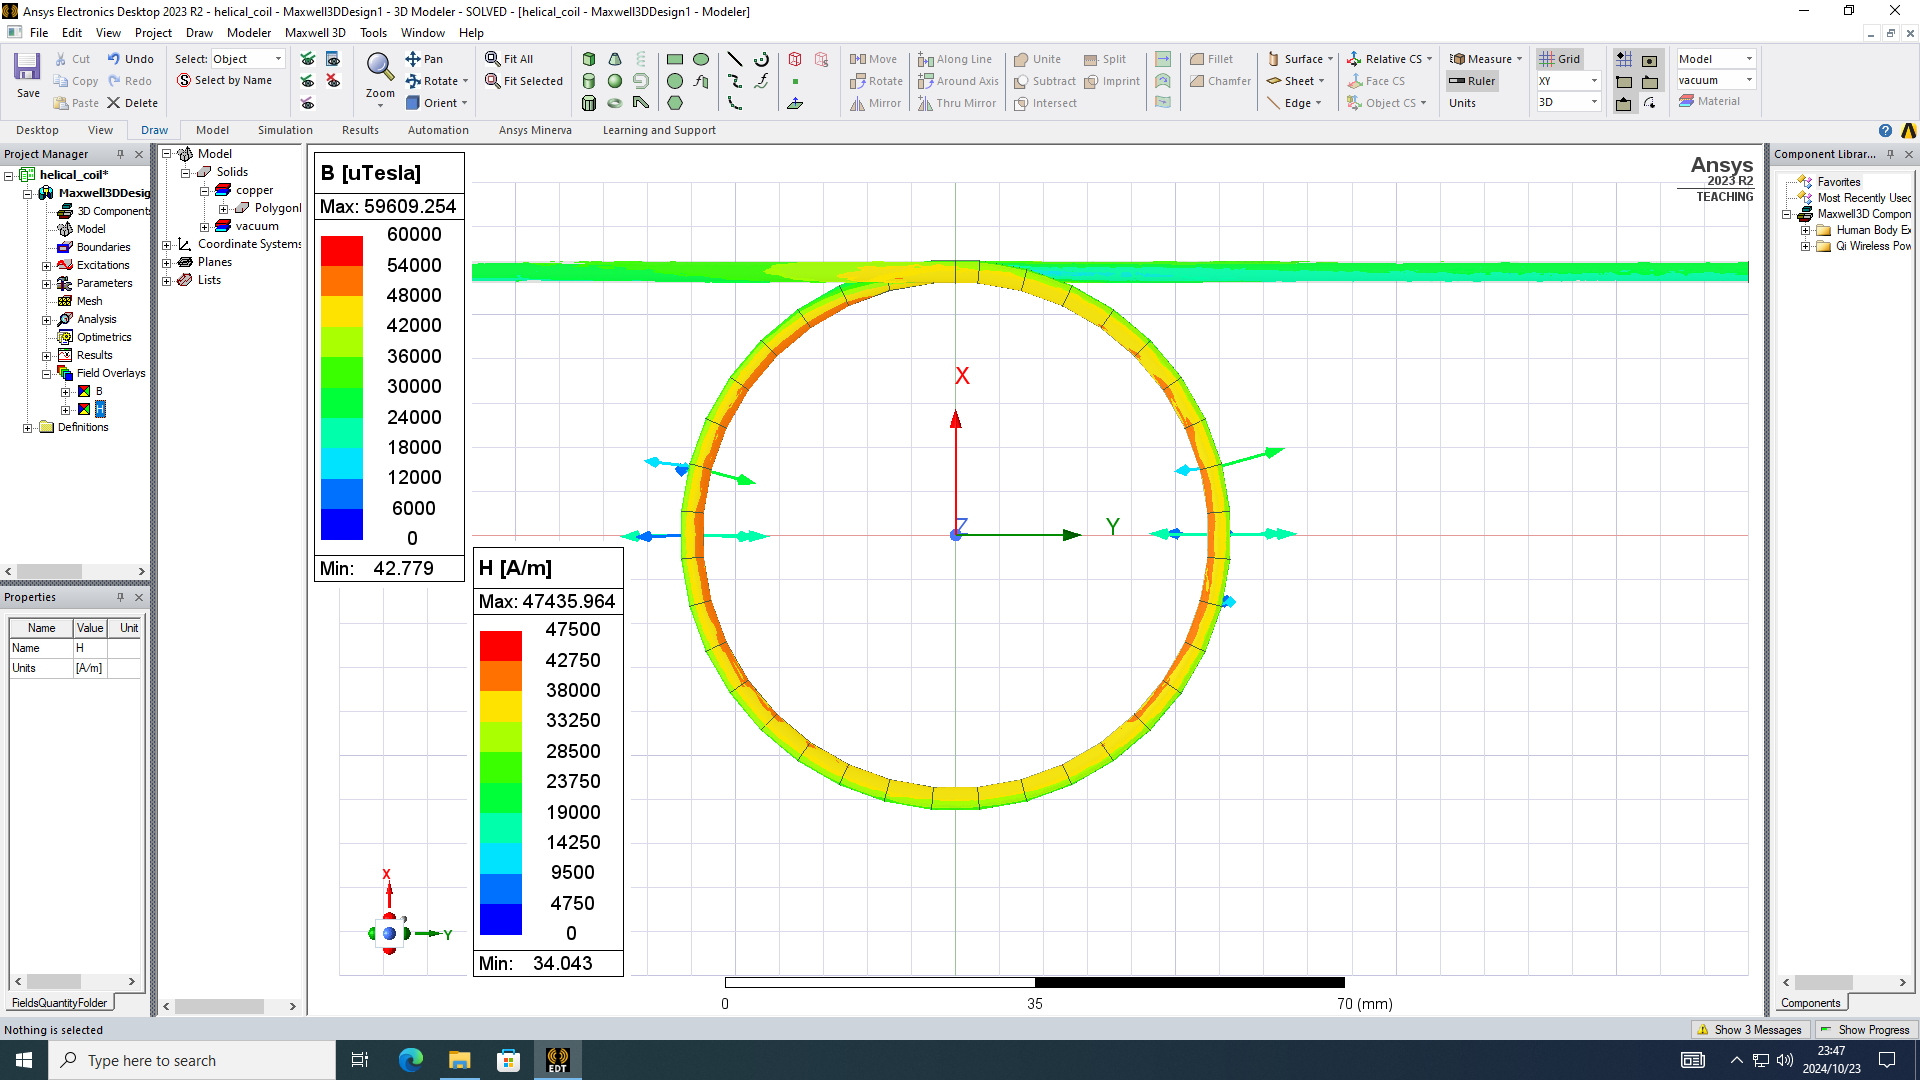 Ansys Electronics Desktop 2023 R2 - helical_coil - Maxwell3DDesign1 - 3D Modeler - SOLVED - [helical_coil - Maxwell3DDesign1 - Modeler]
File Edit View Project Draw Modeler Maxwell 3D Tools Window Help
Save
Cut
Copy
Paste
Undo
Redo
Delete
Select: Object
Select by Name
Zoom
Pan
Rotate
Orient
Fit All
Fit Selected
Move
Rotate
Mirror
Along Line
Around Axis
Thru Mirror
Unite
Subtract
Intersect
Split
Imprint
Fillet
Chamfer
Surface
Sheet
Edge
Relative CS
Face CS
Object CS
Measure
Ruler
Units
Grid
XY
3D
Model
vacuum
Material
Desktop View Draw Model Simulation Results Automation Ansys Minerva Learning and Support
Project Manager
helical_coil*
Maxwell3DDesig
3D Component
Model
Boundaries
Excitations
Parameters
Mesh
Analysis
Optimetrics
Results
Field Overlays
B
H
Definitions
Properties
Name Value Unit
Name H
Units [A/m]
FieldsQuantityFolder
Model
Solids
copper
Polygonl
vacuum
Coordinate Systems
Planes
Lists
B [uTesla]
Max: 59609.254
60000
54000
48000
42000
36000
30000
24000
18000
12000
6000
0
Min: 42.779
H [A/m]
Max: 47435.964
47500
42750
38000
33250
28500
23750
19000
14250
9500
4750
0
Min: 34.043
X
Y
Z
X
Y
0 35 70 (mm)
Ansys
2023 R2
TEACHING
Component Librar...
Favorites
Most Recently Used
Maxwell3D Compon
Human Body Ex
Qi Wireless Pow
Components
Nothing is selected
Show 3 Messages
Show Progress
Type here to search
EDT
23:47
2024/10/23